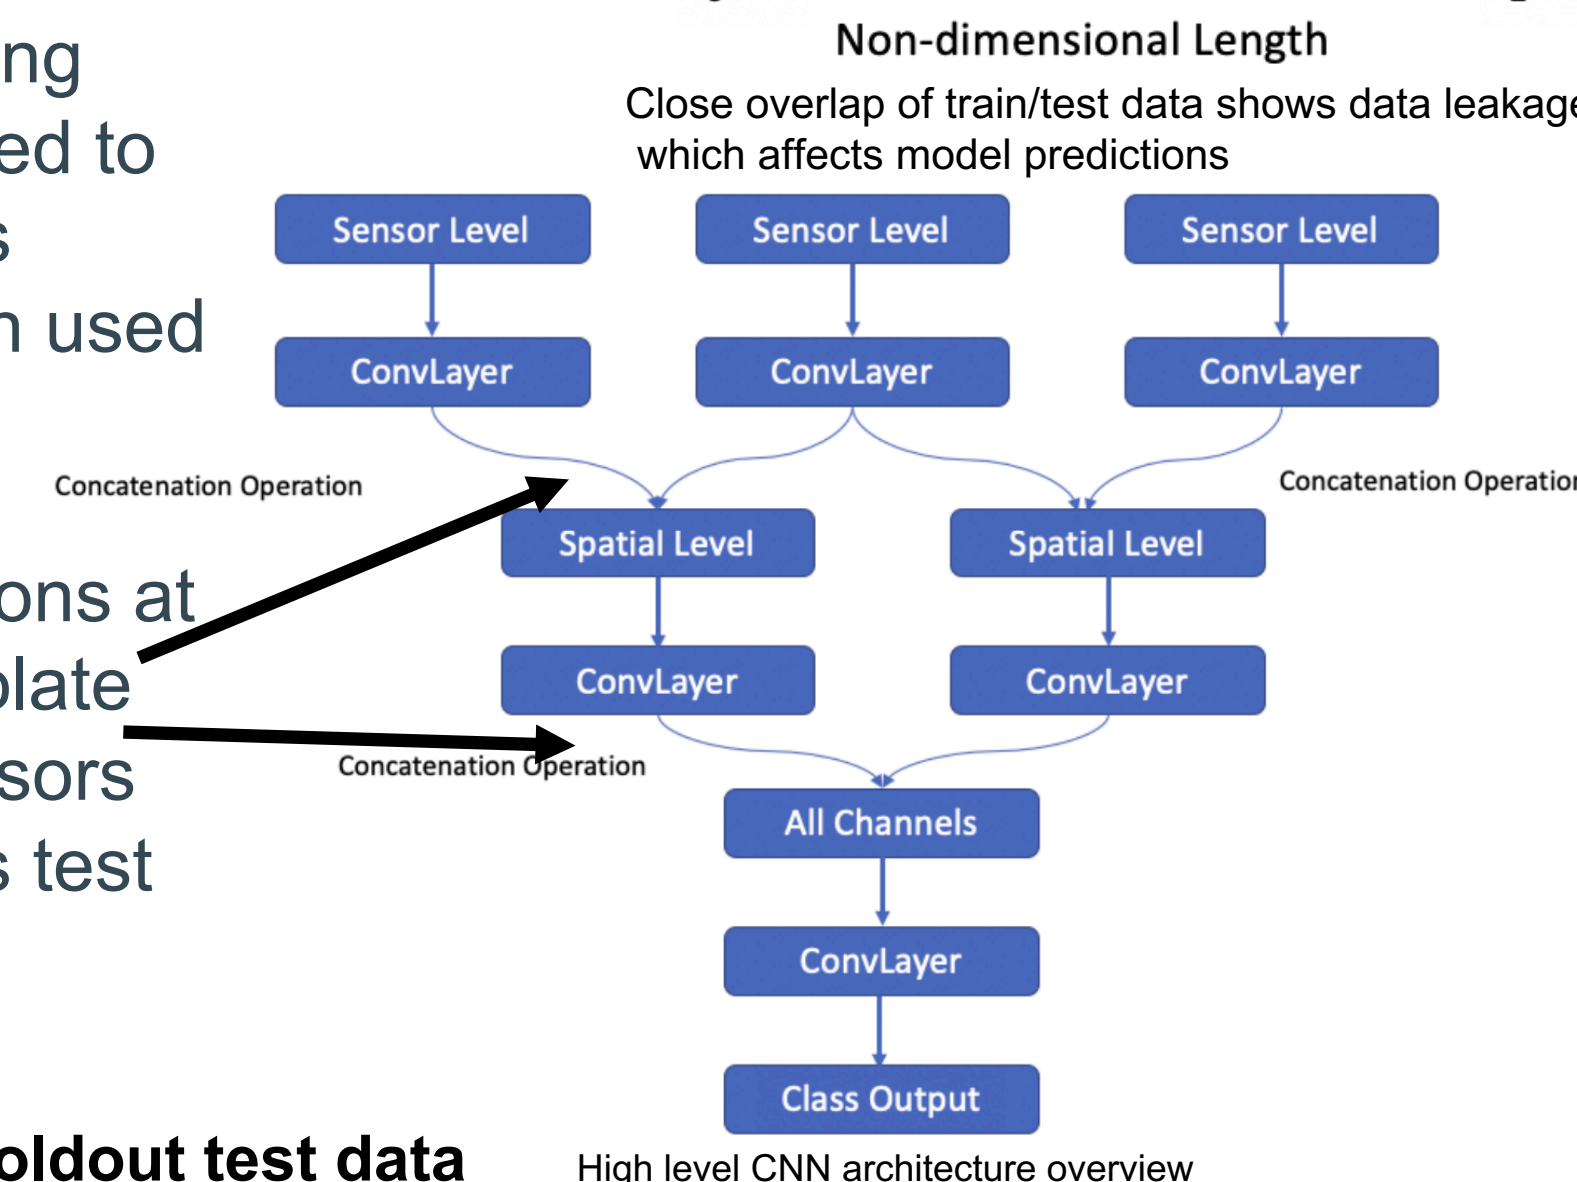 ng
ed to
s
n used
ons at
plate
sors
s test
oldout test data
Non-dimensional Length
Close overlap of train/test data shows data leakage
which affects model predictions
Sensor Level
Sensor Level
Sensor Level
ConvLayer
ConvLayer
ConvLayer
Concatenation Operation
Concatenation Operation
Spatial Level
Spatial Level
ConvLayer
ConvLayer
Concatenation Operation
All Channels
ConvLayer
Class Output
High level CNN architecture overview